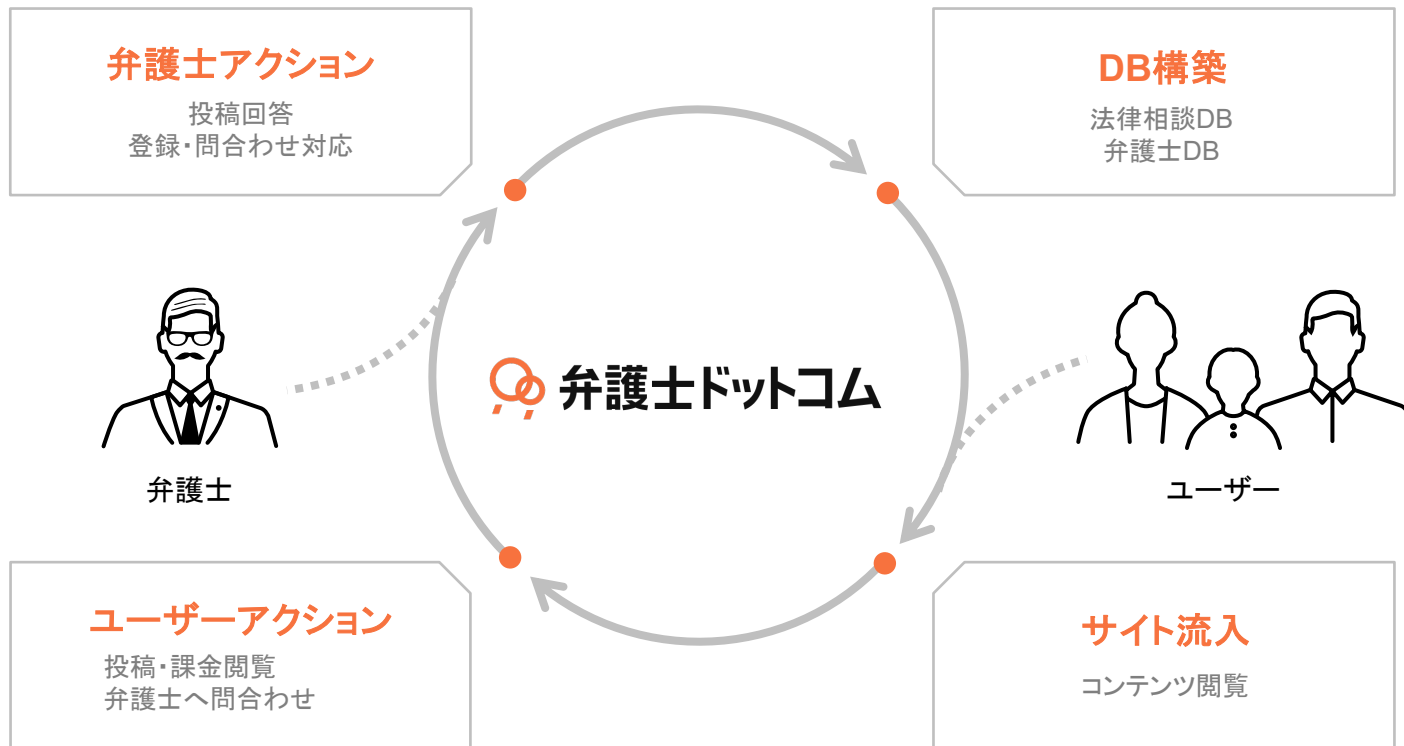 弁護士アクション
投稿回答
登録・問合わせ対応
DB構築
法律相談DB
弁護士DB
弁護士ドットコム
弁護士
ユーザー
ユーザーアクション
投稿・課金閲覧
弁護士へ問合わせ
サイト流入
コンテンツ閲覧